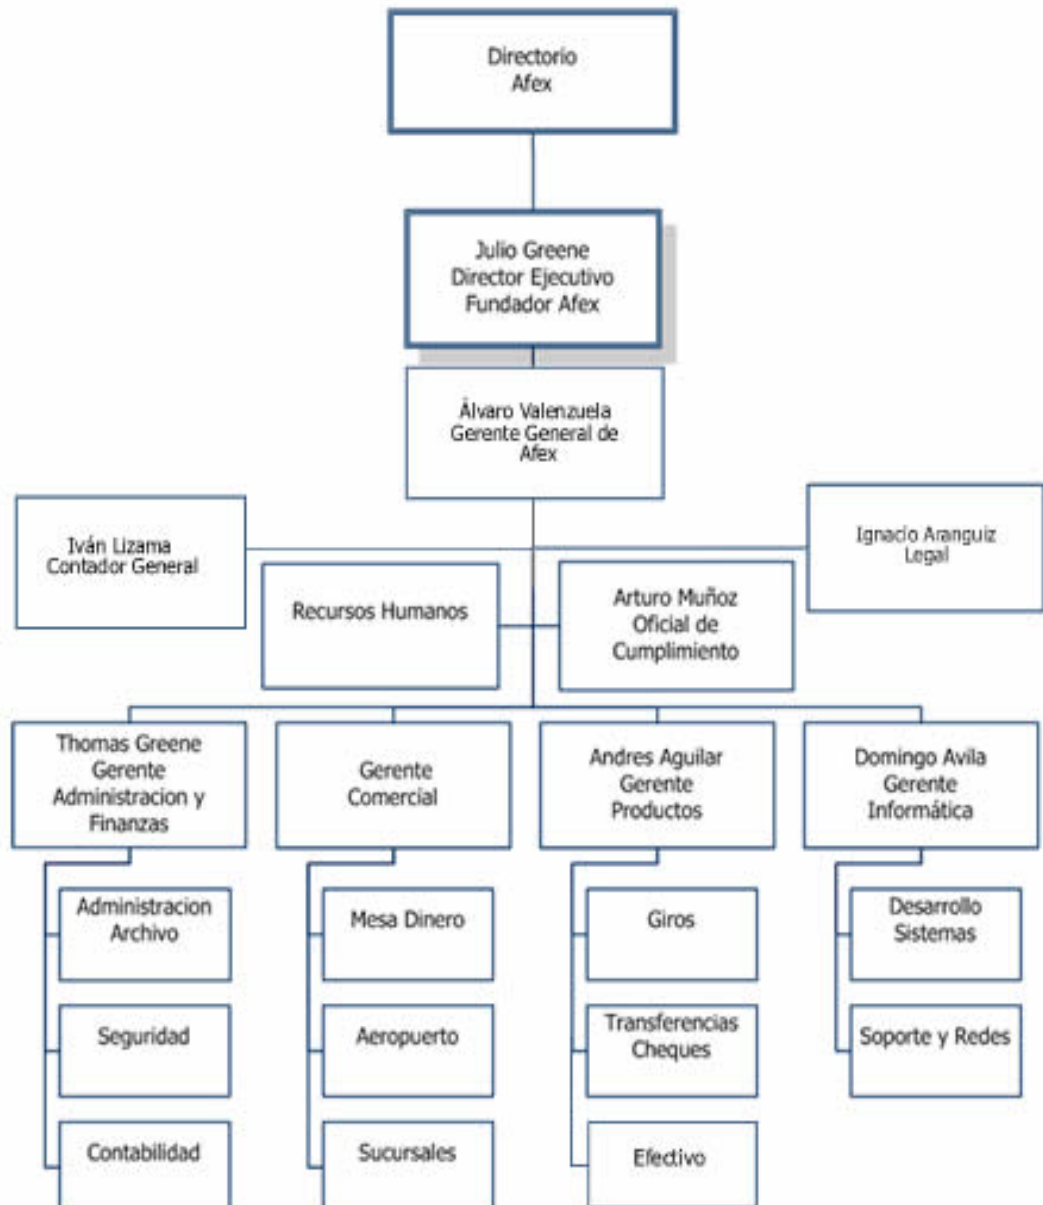 Directorio
Afex
Julio Greene
Director Ejecutivo
Fundador Afex
Álvaro Valenzuela
Gerente General de
Afex
Iván Lizama
Contador General
Ignacio Aranguiz
Legal
Recursos Humanos
Arturo Muñoz
Oficial de
Cumplimiento
Thomas Greene
Gerente
Administracion y
Finanzas
Gerente
Comercial
Andres Aguilar
Gerente
Productos
Domingo Avila
Gerente
Informática
Administracion
Archivo
Mesa Dinero
Giros
Desarrollo
Sistemas
Seguridad
Aeropuerto
Transferencias
Cheques
Soporte y Redes
Contabilidad
Sucursales
Efectivo